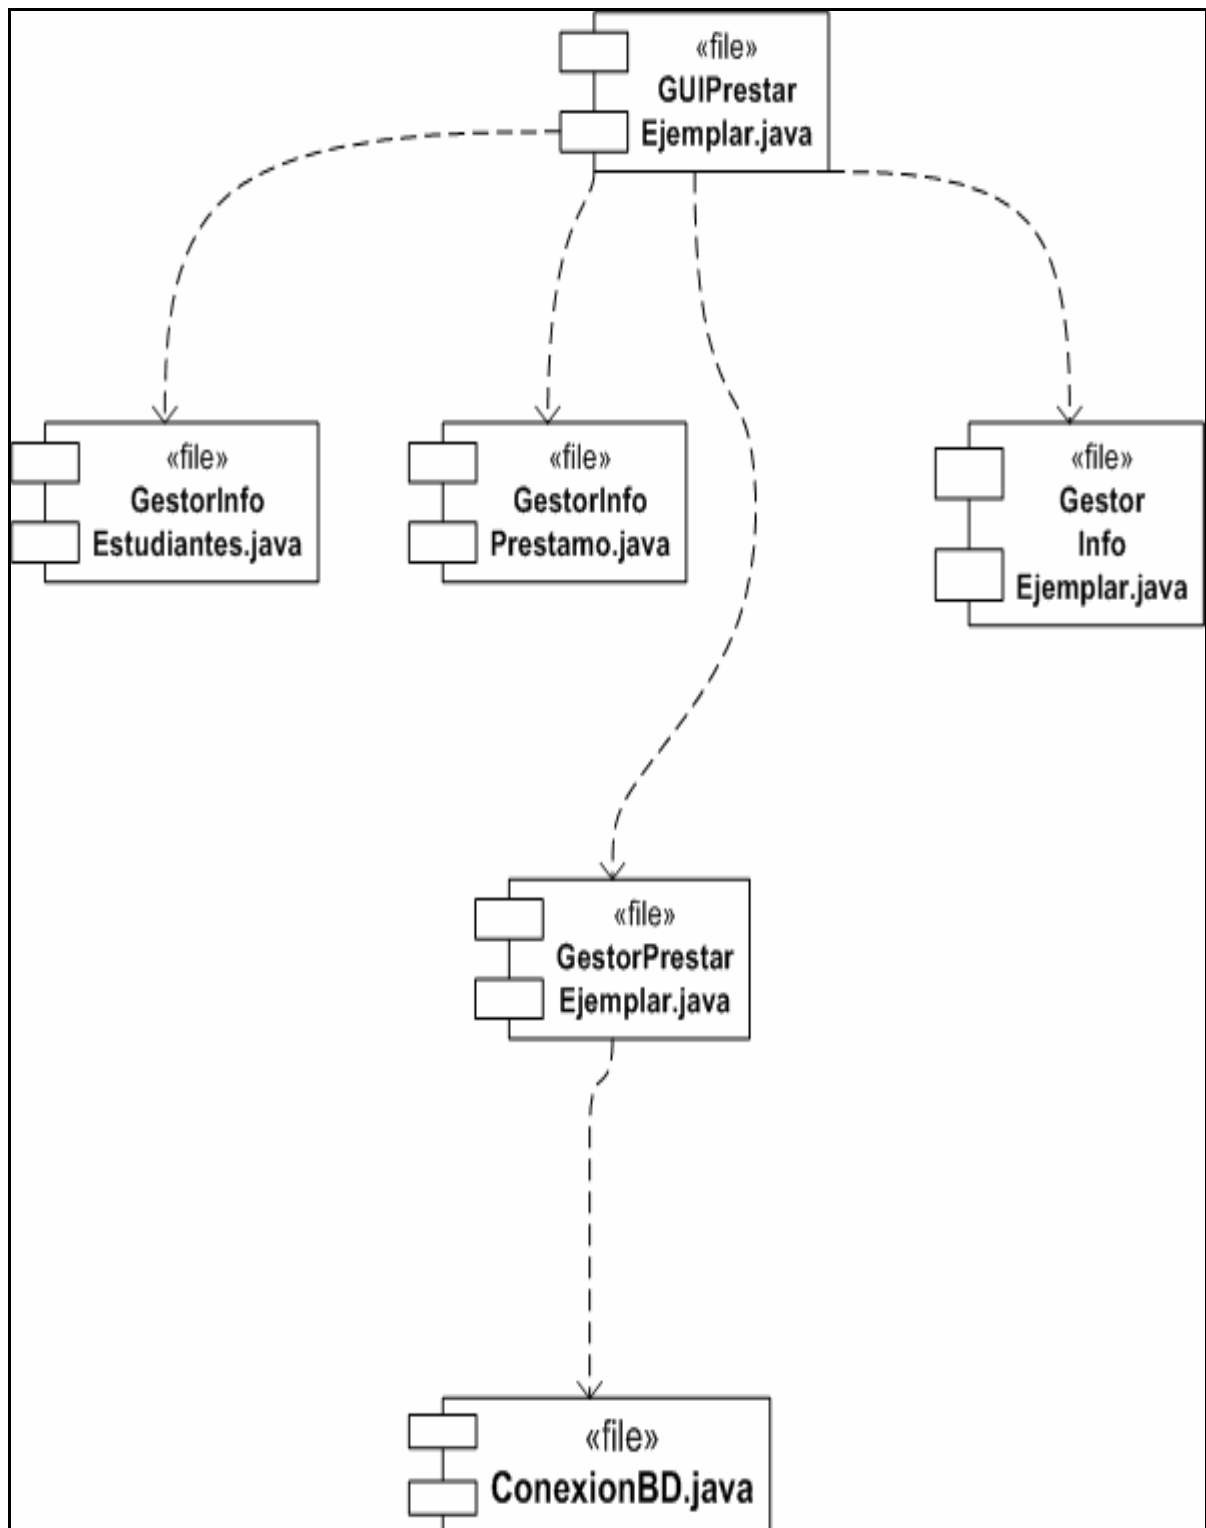 «file»
GUIPrestar
Ejemplar.java
«file»
GestorInfo
Estudiantes.java
«file»
GestorInfo
Prestamo.java
«file»
Gestor
Info
Ejemplar.java
«file»
GestorPrestar
Ejemplar.java
«file»
ConexionBD.java